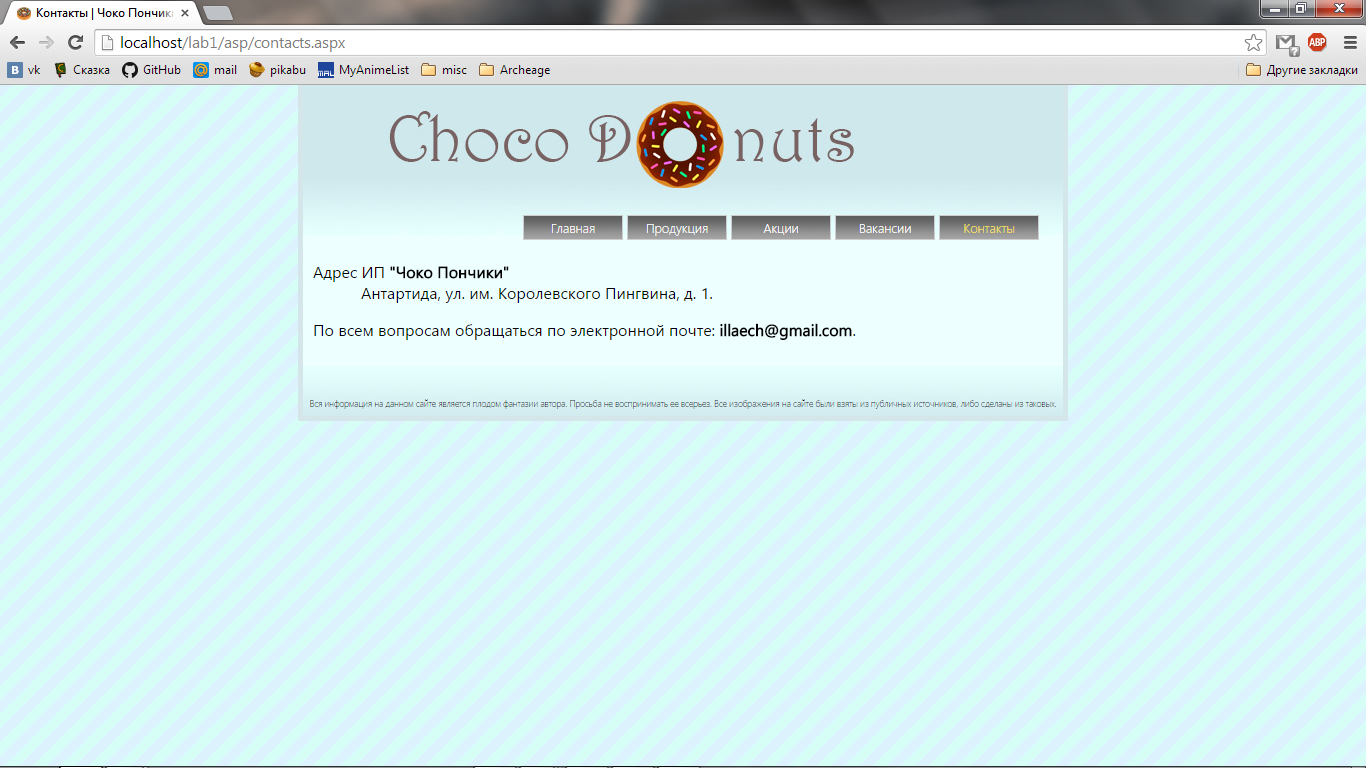 Контакты | Чоко Пончик
localhost/lab1/asp/contacts.aspx
ABP
B vk Сказка GitHub mail pikabu MAL MyAnimeList misc Archeage Другие закладки
Choco D nuts
Главная Продукция Акции Вакансии Контакты
Адрес ИП "Чоко Пончики"
Антартида, ул. им. Королевского Пингвина, д. 1.
По всем вопросам обращаться по электронной почте: illaech@gmail.com.
Вся информация на данном сайте является плодом фантазии автора. Просьба не воспринимать ее всерьез. Все изображения на сайте были взяты из публичных источников, либо сделаны из таковых.